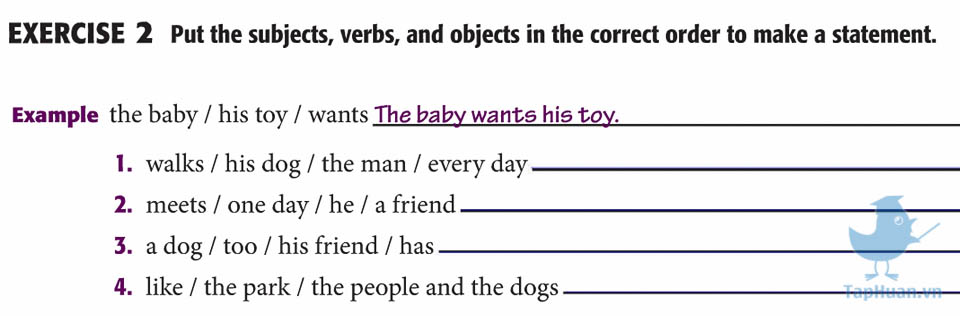 EXERCISE 2 Put the subjects, verbs, and objects in the correct order to make a statement.
Example the baby / his toy / wants The baby wants his toy.
1. walks / his dog / the man / every day
2. meets / one day / he / a friend
3. a dog / too / his friend / has
4. like / the park / the people and the dogs
TapHuan.vn